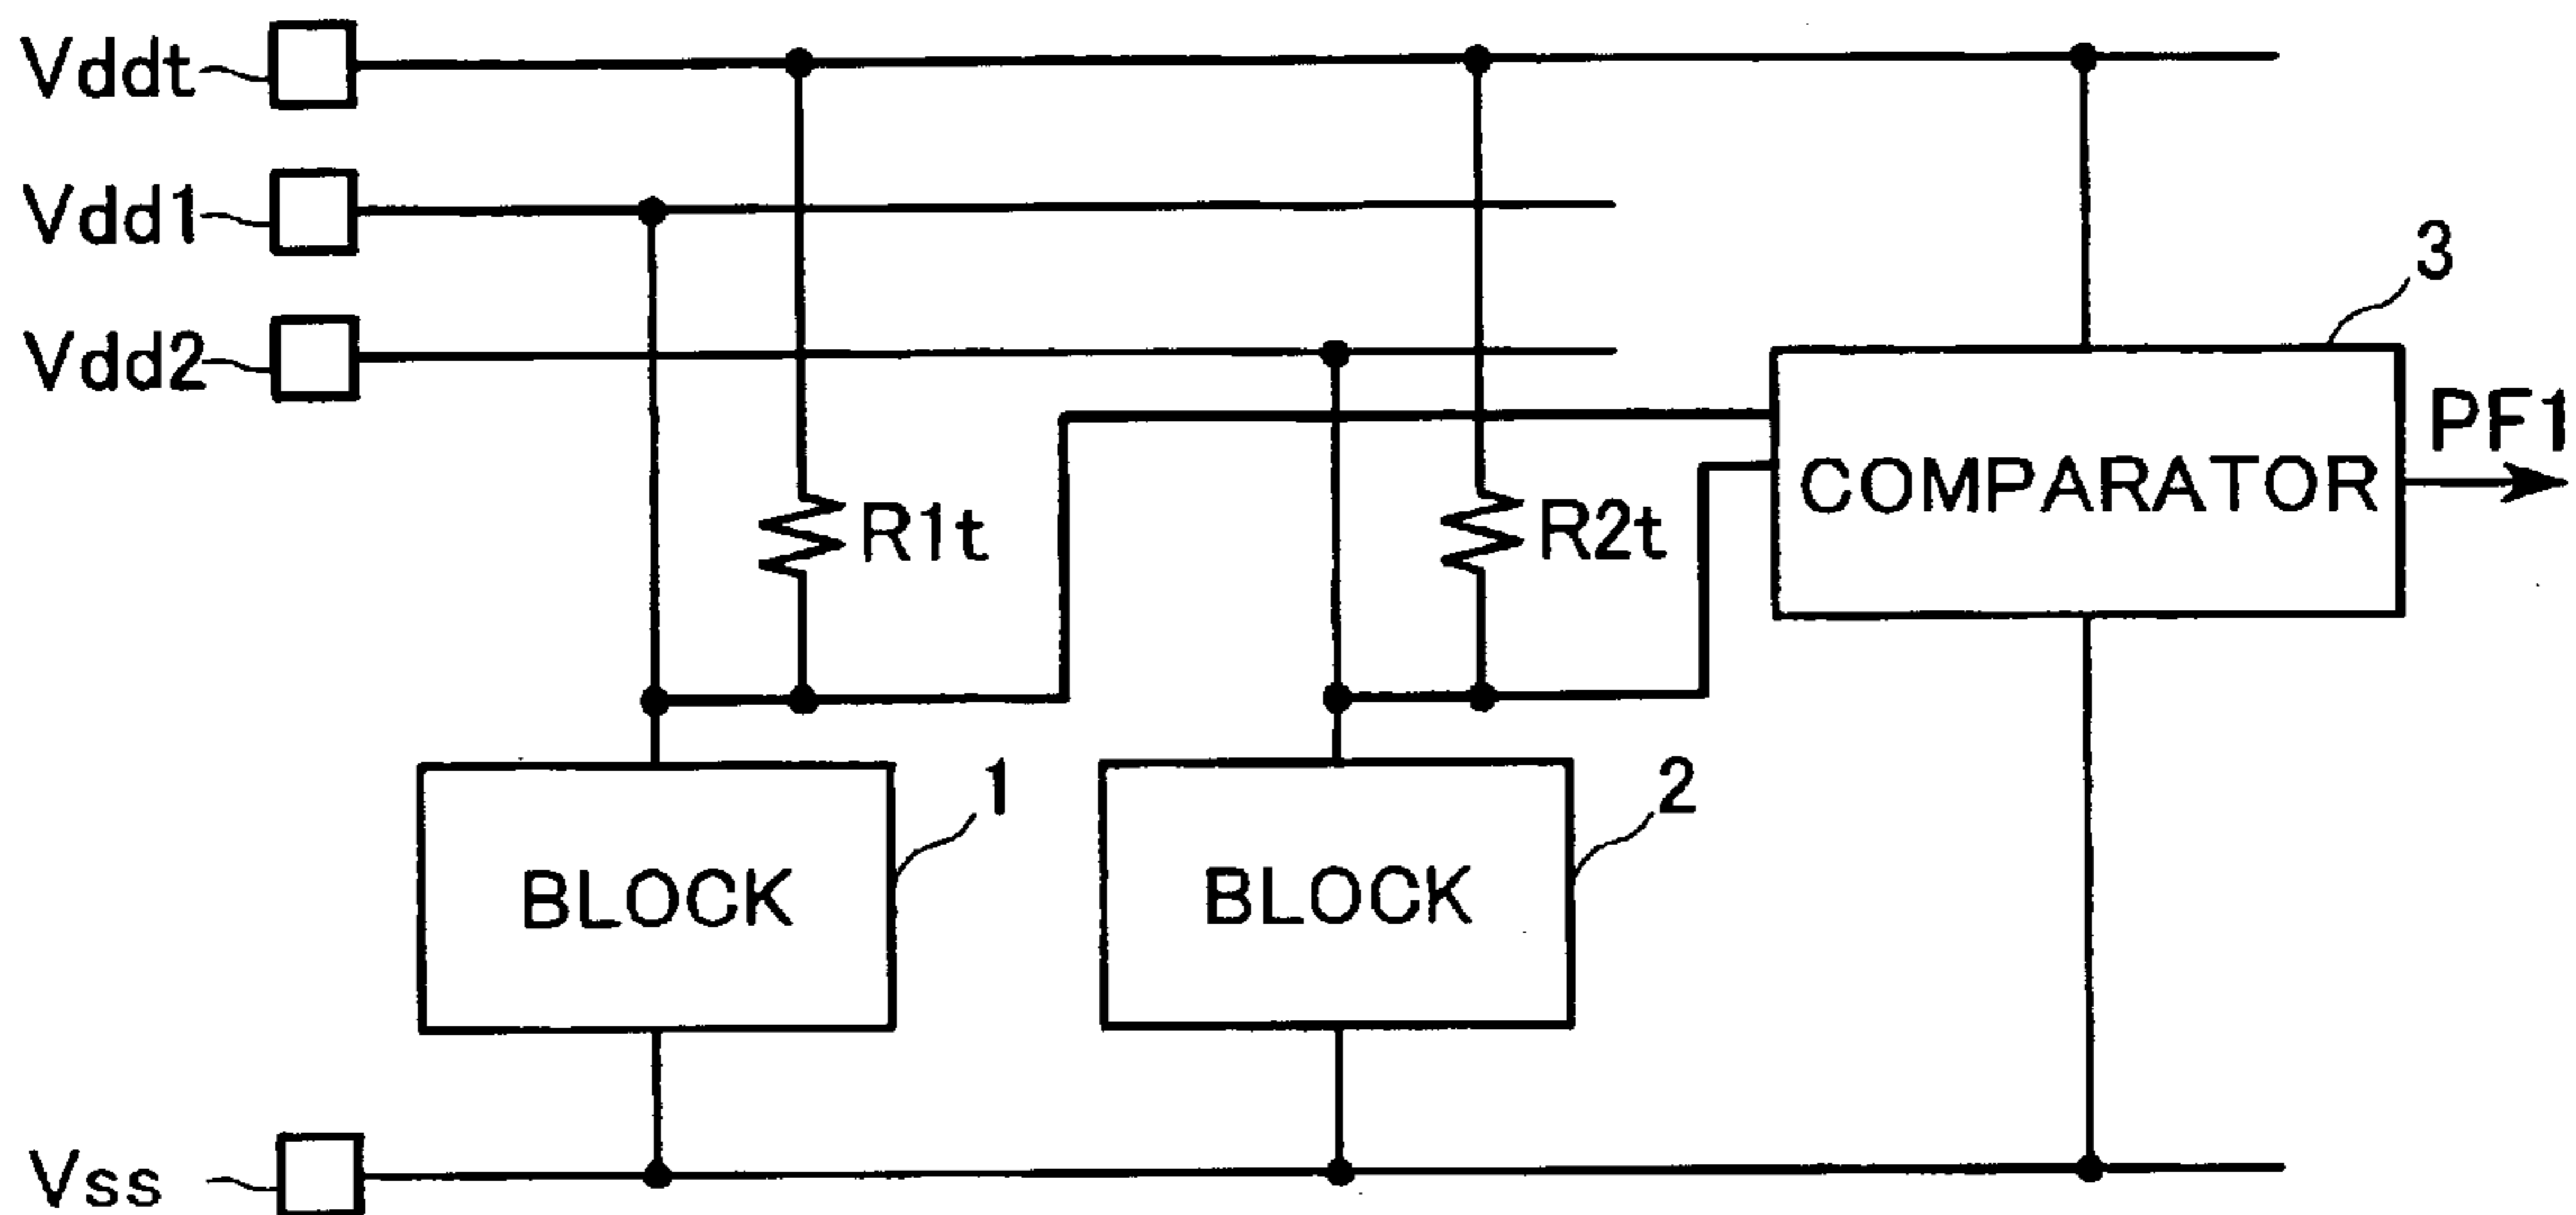 Vddt
Vdd1
Vdd2
3
PF1
COMPARATOR
R1t
R2t
1
2
BLOCK
BLOCK
Vss